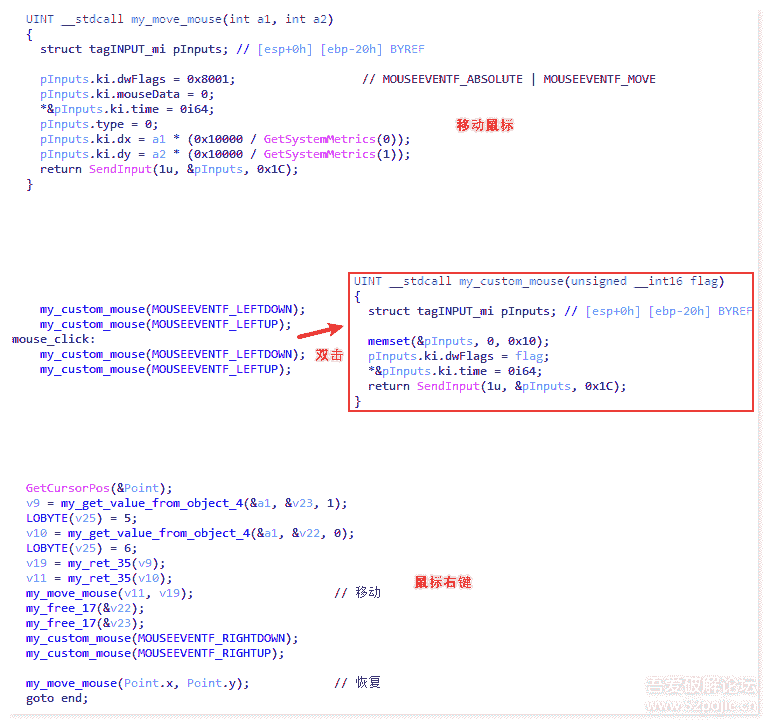 UINT __stdcall my_move_mouse(int a1, int a2)
{
struct tagINPUT_mi pInputs; // [esp+0h] [ebp-20h] BYREF
pInputs.ki.dwFlags = 0x8001; // MOUSEEVENTF_ABSOLUTE | MOUSEEVENTF_MOVE
pInputs.ki.mouseData = 0;
*&pInputs.ki.time = 0i64;
pInputs.type = 0;
移动鼠标
pInputs.ki.dx = a1 * (0x10000 / GetSystemMetrics(0));
pInputs.ki.dy = a2 * (0x10000 / GetSystemMetrics(1));
return SendInput(1u, &pInputs, 0x1C);
}
my_custom_mouse(MOUSEEVENTF_LEFTDOWN);
my_custom_mouse(MOUSEEVENTF_LEFTUP);
mouse_click:
my_custom_mouse(MOUSEEVENTF_LEFTDOWN);
my_custom_mouse(MOUSEEVENTF_LEFTUP);
双击
UINT __stdcall my_custom_mouse(unsigned __int16 flag)
{
struct tagINPUT_mi pInputs; // [esp+0h] [ebp-20h] BYREF
memset(&pInputs, 0, 0x10);
pInputs.ki.dwFlags = flag;
*&pInputs.ki.time = 0i64;
return SendInput(1u, &pInputs, 0x1C);
}
GetCursorPos(&Point);
v9 = my_get_value_from_object_4(&a1, &v23, 1);
LOBYTE(v25) = 5;
v10 = my_get_value_from_object_4(&a1, &v22, 0);
LOBYTE(v25) = 6;
v19 = my_ret_35(v9);
v11 = my_ret_35(v10);
鼠标右键
my_move_mouse(v11, v19); // 移动
my_free_17(&v22);
my_free_17(&v23);
my_custom_mouse(MOUSEEVENTF_RIGHTDOWN);
my_custom_mouse(MOUSEEVENTF_RIGHTUP);
my_move_mouse(Point.x, Point.y); // 恢复
goto end;
吾爱破解论坛
www.52pojie.cn